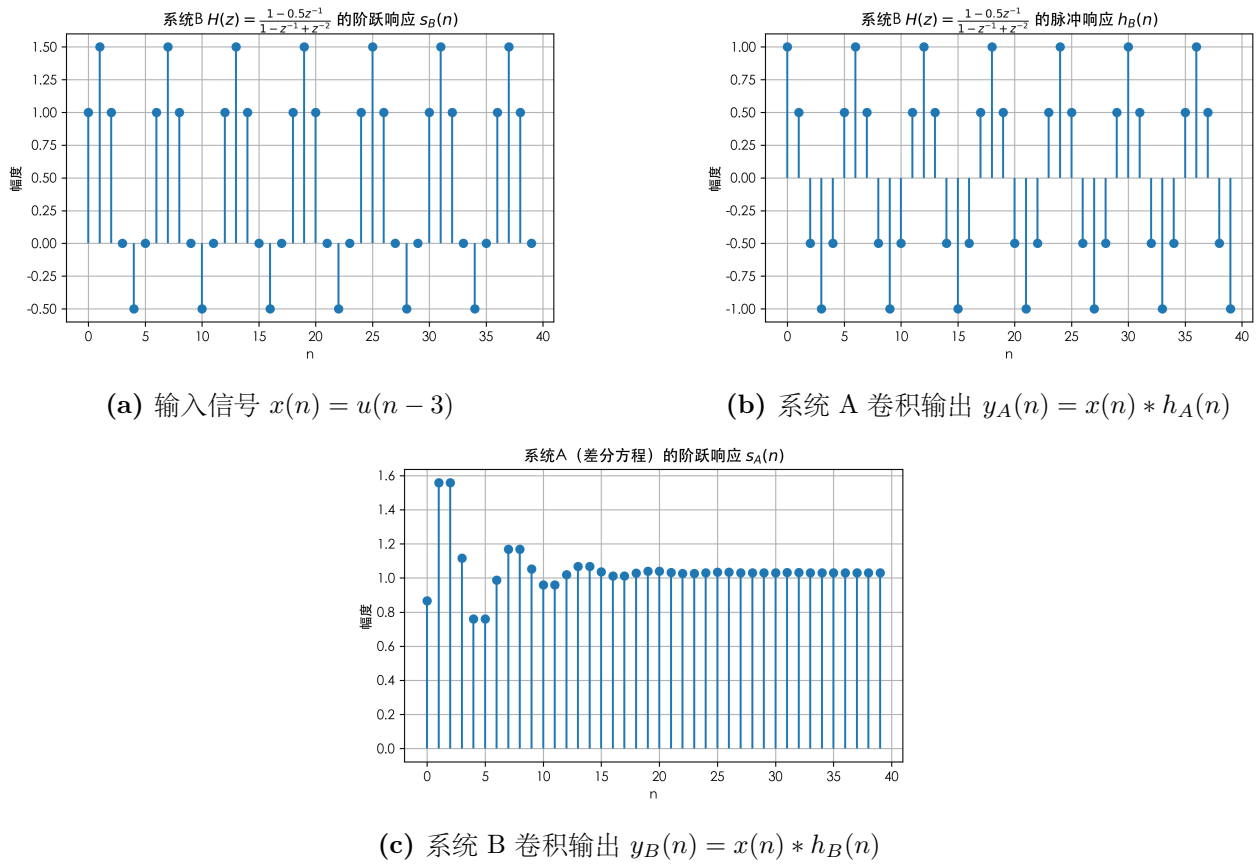 系统B $H(z)=\frac{1-0.5z^{-1}}{1-z^{-1}+z^{-2}}$ 的阶跃响应 $s_B(n)$
幅度
1.50
1.25
1.00
0.75
0.50
0.25
0.00
-0.25
-0.50
0 5 10 15 20 25 30 35 40
n
(a) 输入信号 $x(n) = u(n-3)$
系统B $H(z)=\frac{1-0.5z^{-1}}{1-z^{-1}+z^{-2}}$ 的脉冲响应 $h_B(n)$
幅度
1.00
0.75
0.50
0.25
0.00
-0.25
-0.50
-0.75
-1.00
0 5 10 15 20 25 30 35 40
n
(b) 系统 A 卷积输出 $y_A(n) = x(n) * h_A(n)$
系统A（差分方程）的阶跃响应 $s_A(n)$
幅度
1.6
1.4
1.2
1.0
0.8
0.6
0.4
0.2
0.0
0 5 10 15 20 25 30 35 40
n
(c) 系统 B 卷积输出 $y_B(n) = x(n) * h_B(n)$